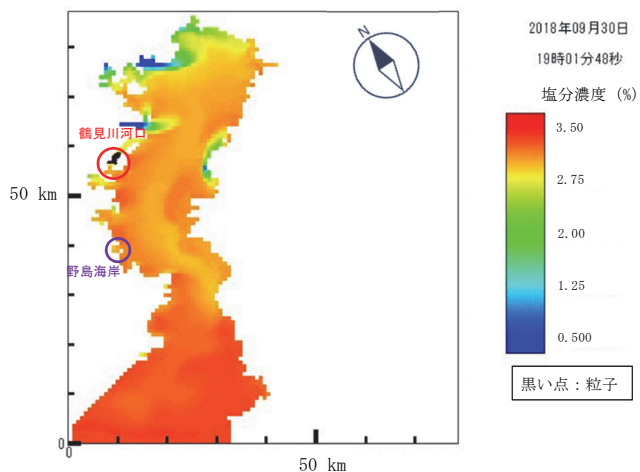 N
2018年09月30日
19時01分48秒
塩分濃度 (%)
3.50
2.75
2.00
1.25
0.500
黒い点：粒子
鶴見川河口
50 km
野島海岸
0
0
50 km